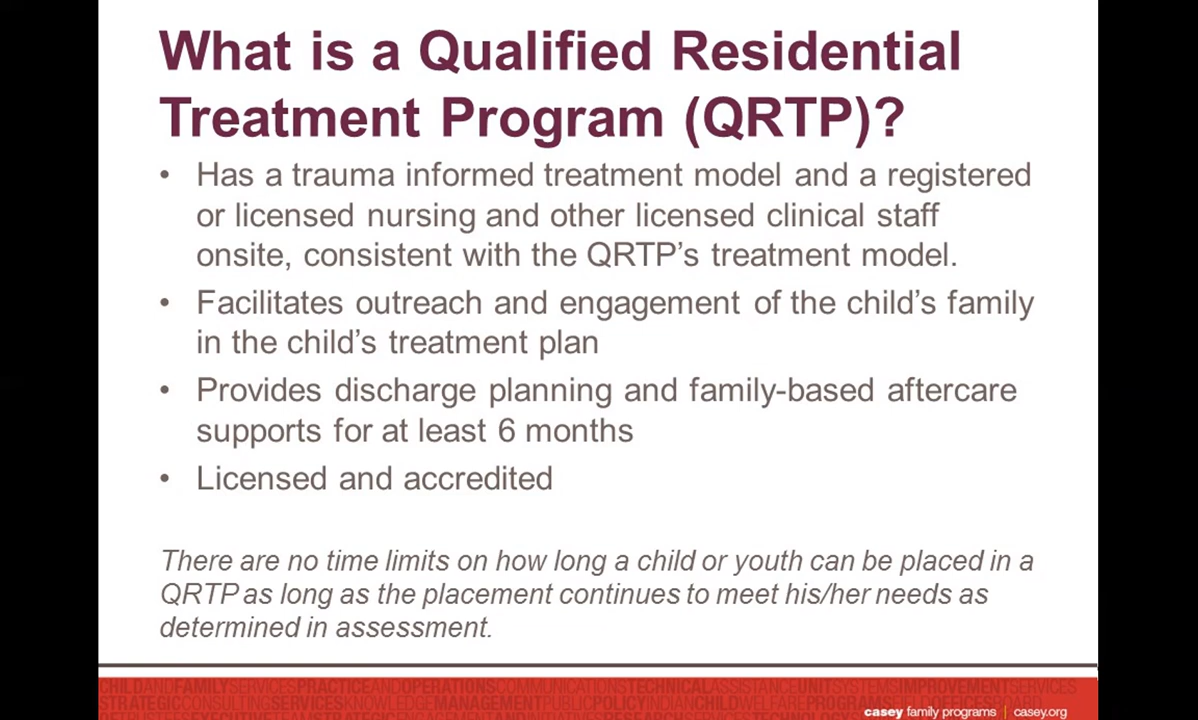 What is a Qualified Residential
Treatment Program (QRTP)?
• Has a trauma informed treatment model and a registered
or licensed nursing and other licensed clinical staff
onsite, consistent with the QRTP’s treatment model.
• Facilitates outreach and engagement of the child’s family
in the child’s treatment plan
• Provides discharge planning and family-based aftercare
supports for at least 6 months
• Licensed and accredited
There are no time limits on how long a child or youth can be placed in a
QRTP as long as the placement continues to meet his/her needs as
determined in assessment.
CHILDANDFAMILYSERVICESPRACTICEANDOPERATIONSCOMMUNICATIONSTECHNICALASSISTANCEUNITSYSTEMSIMPROVEMENTSERVICES
STRATEGICCONSULTINGSERVICESKNOWLEDGEMANAGEMENTPUBLICPOLICYINDIANCHILDWELFAREPROGRAMS
casey family programs | casey.org